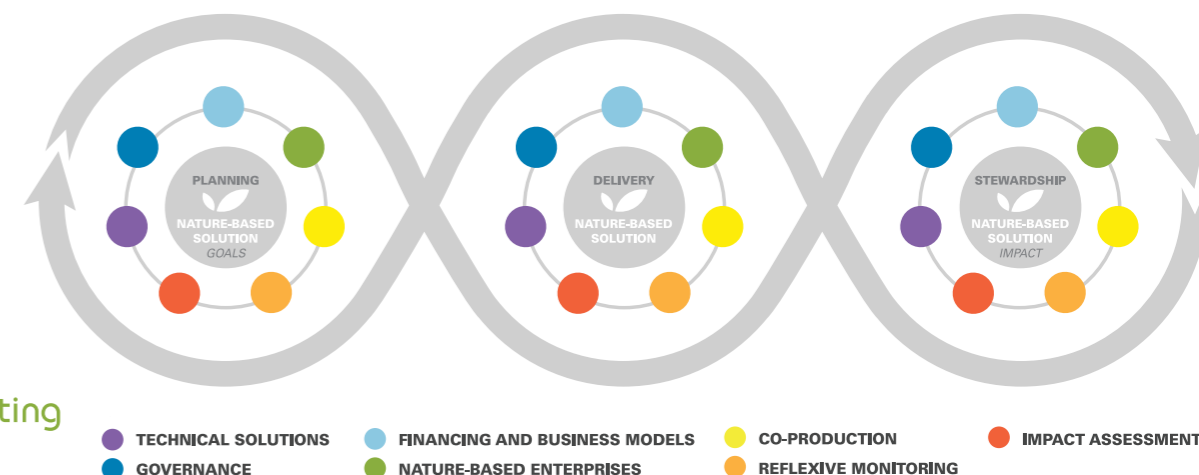 PLANNING
NATURE-BASED
SOLUTION
GOALS
DELIVERY
NATURE-BASED
SOLUTION
STEWARDSHIP
NATURE-BASED
SOLUTION
IMPACT
ting
TECHNICAL SOLUTIONS
FINANCING AND BUSINESS MODELS
CO-PRODUCTION
IMPACT ASSESSMENT
GOVERNANCE
NATURE-BASED ENTERPRISES
REFLEXIVE MONITORING